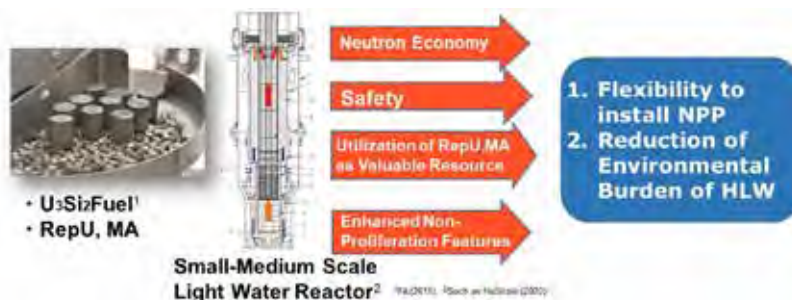 Neutron Economy
Safety
Utilization of RepU,MA
as Valuable Resource
Enhanced Non-
Proliferation Features
1. Flexibility to
install NPP
2. Reduction of
Environmental
Burden of HLW
・U₃Si₂Fuel¹
・RepU, MA
Small-Medium Scale
Light Water Reactor²